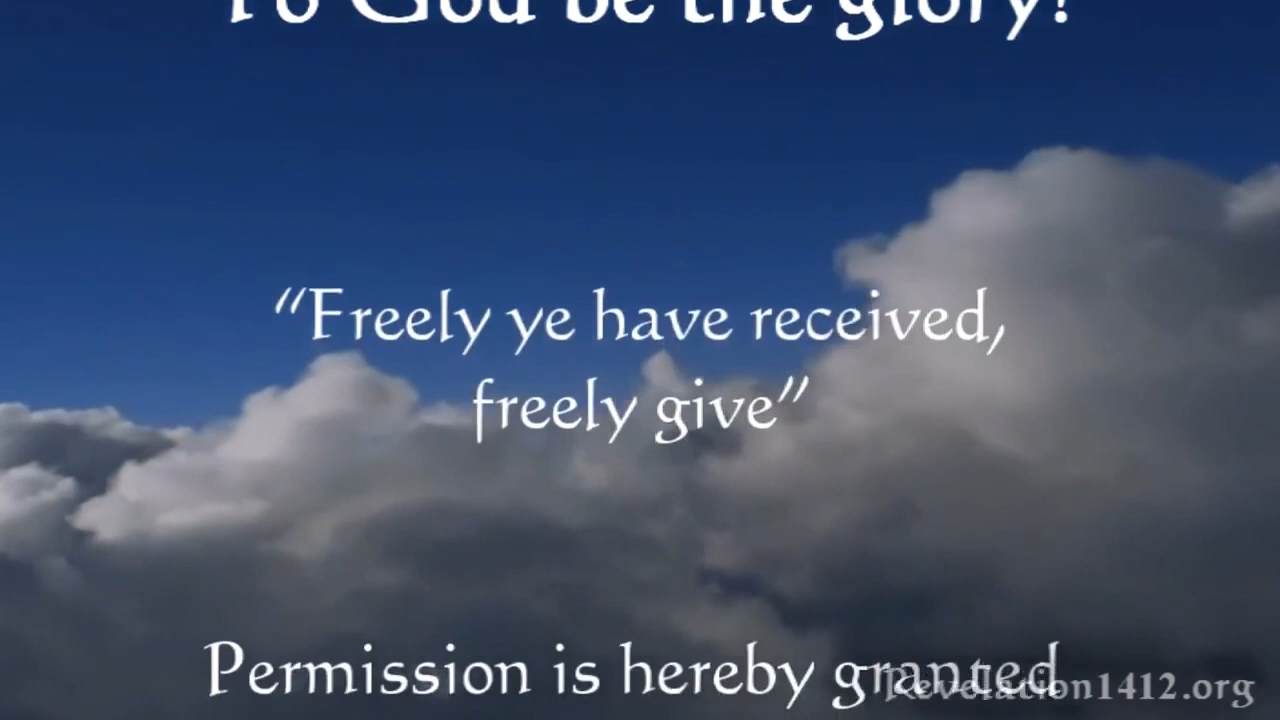 To God be the glory!
“Freely ye have received,
freely give”
Permission is hereby granted
Revelation1412.org